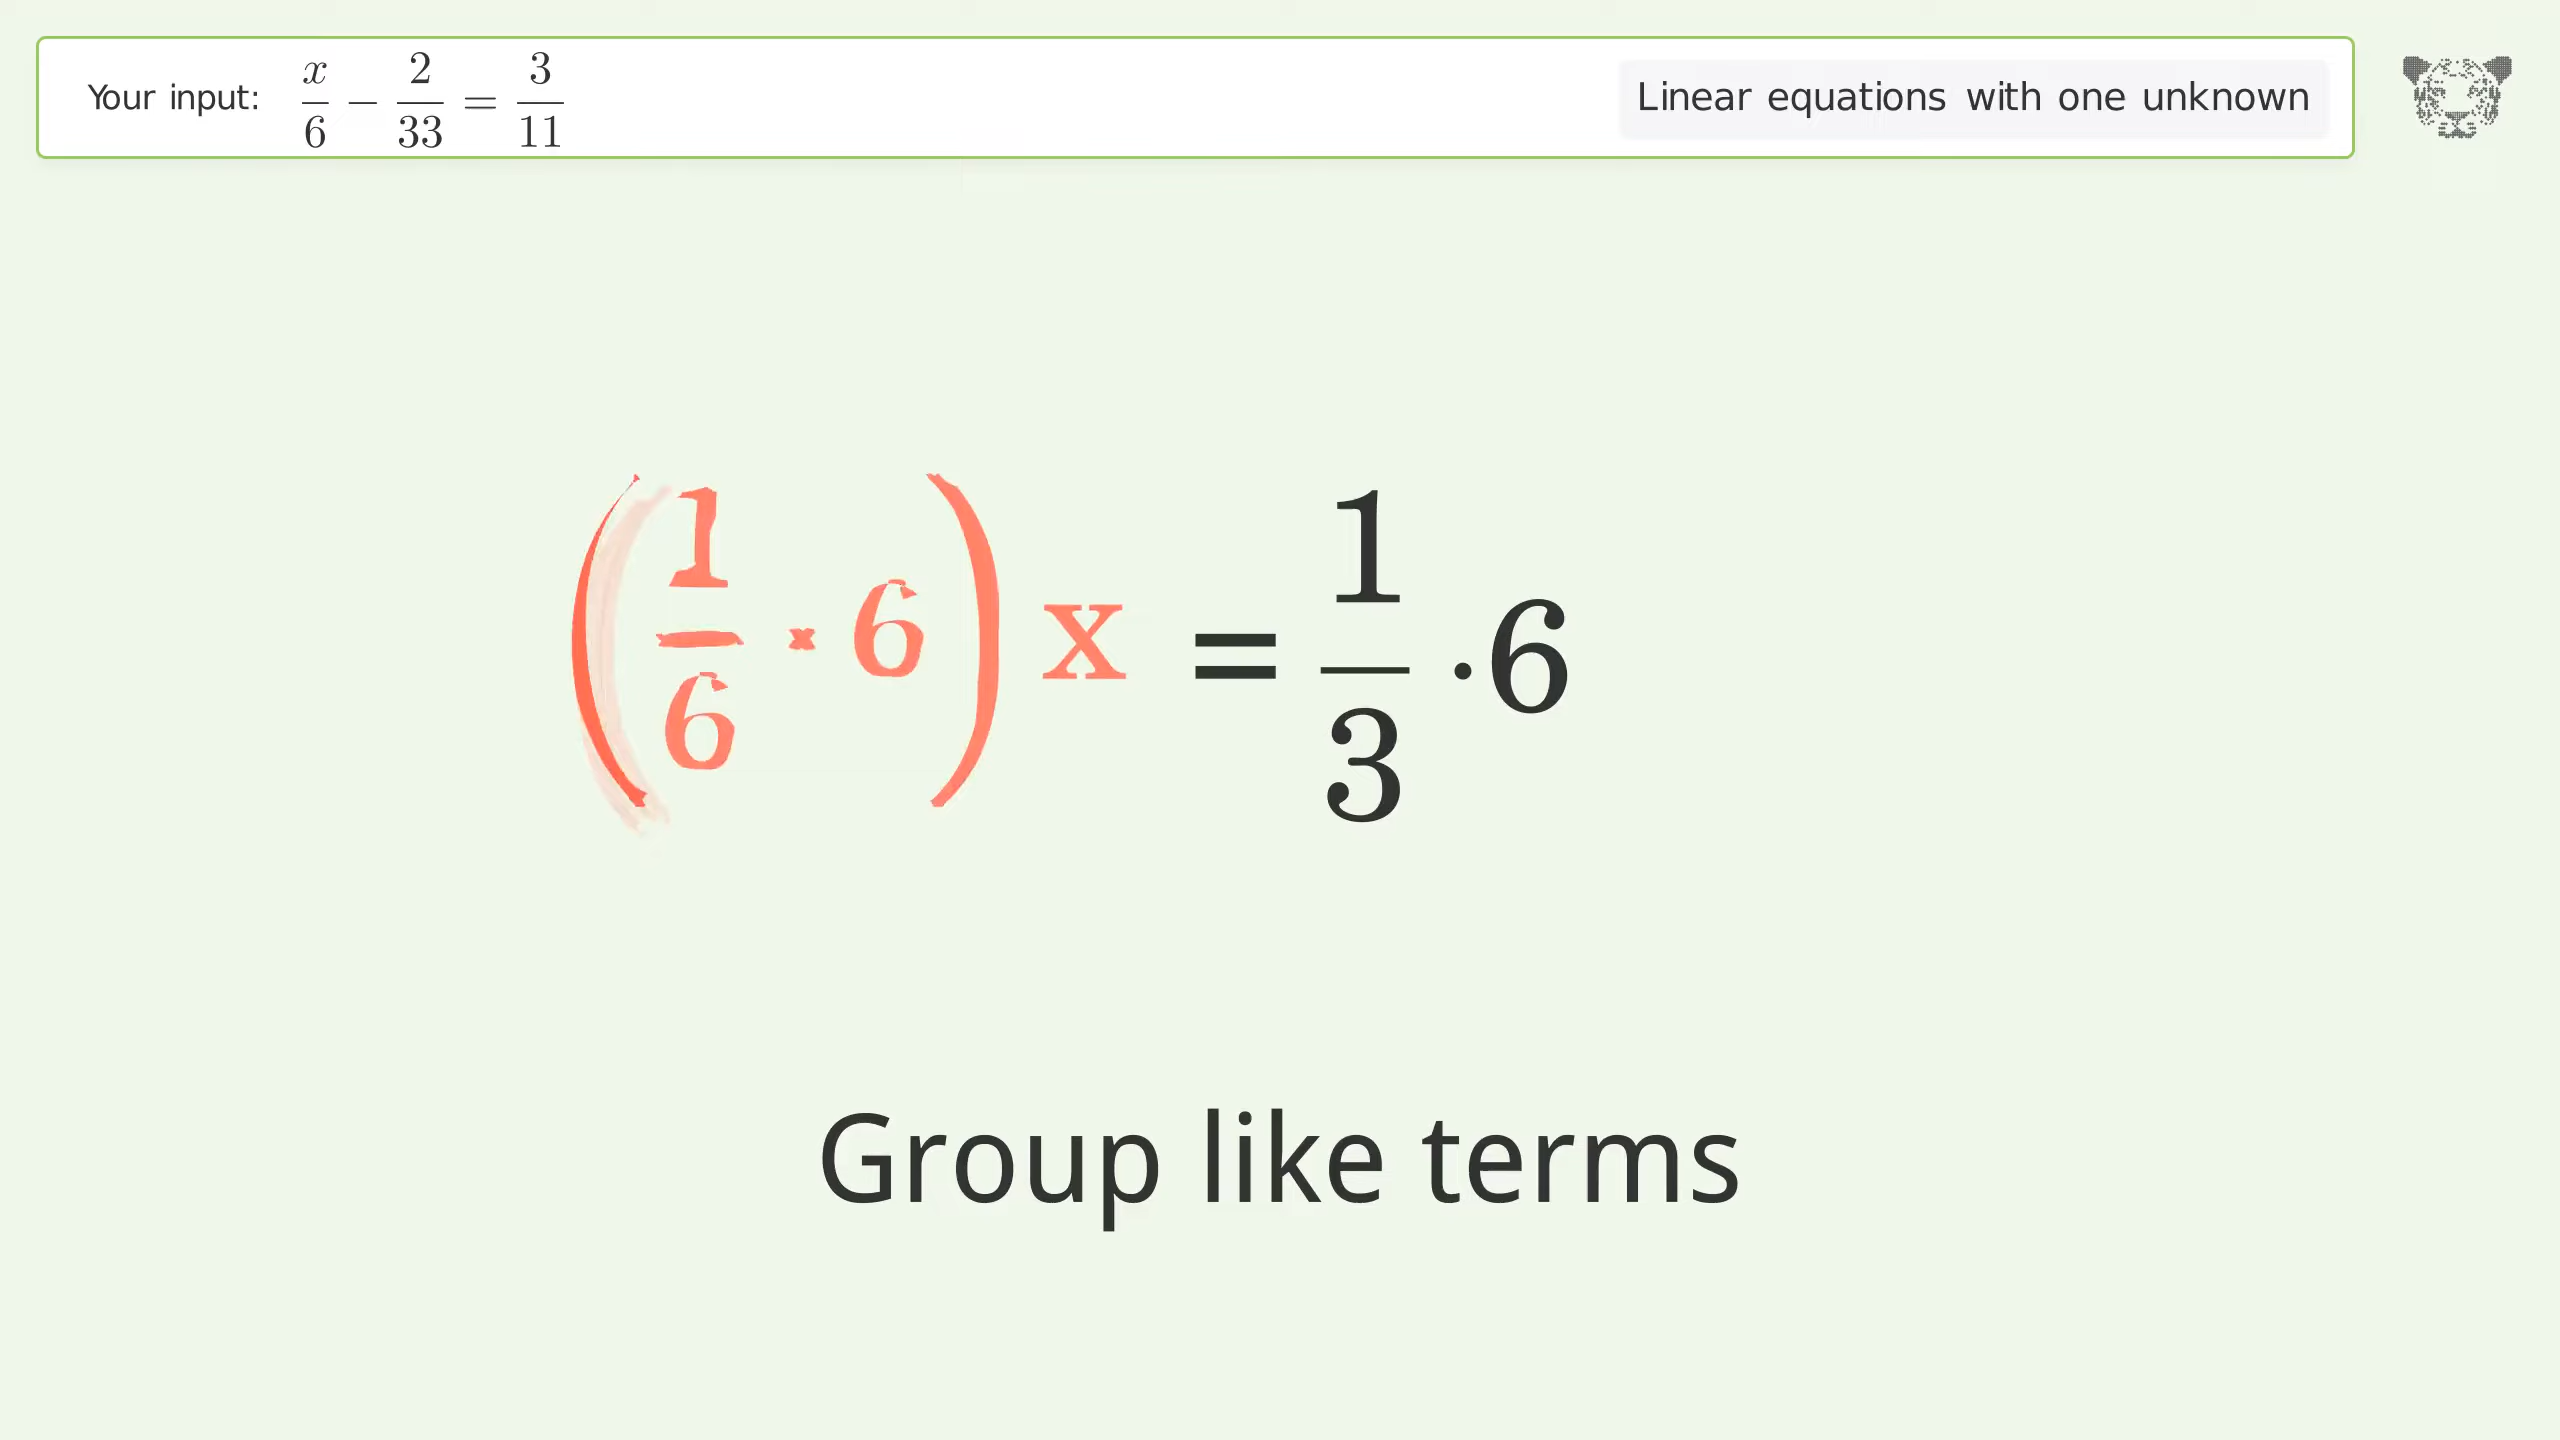 Your input: x/6 − 2/33 = 3/11
Linear equations with one unknown
(1/6 · 6) x = 1/3 · 6
Group like terms